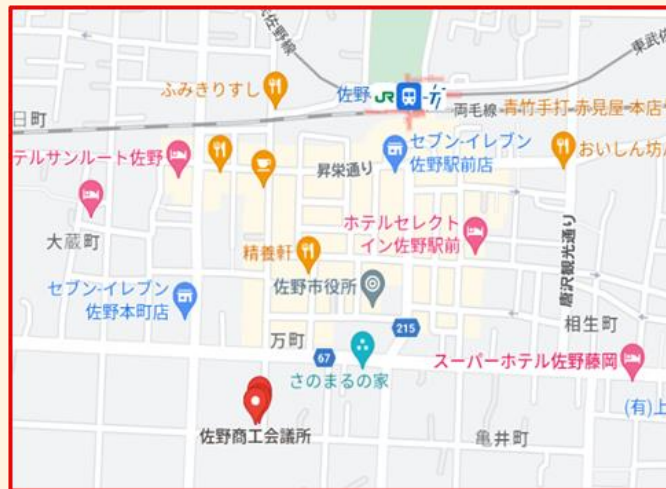 東武佐
ふみきりすし
佐野
JR
両毛線
青竹手打 赤見屋 本店
日町
テルサンルート佐野
昇栄通り
セブン-イレブン
佐野駅前店
おいしん坊
大蔵町
ホテルセレクト
イン佐野駅前
唐沢観光通り
精養軒
佐野市役所
セブン-イレブン
佐野本町店
215
相生町
万町
67
さのまるの家
スーパーホテル佐野藤岡
(有)上
佐野商工会議所
亀井町